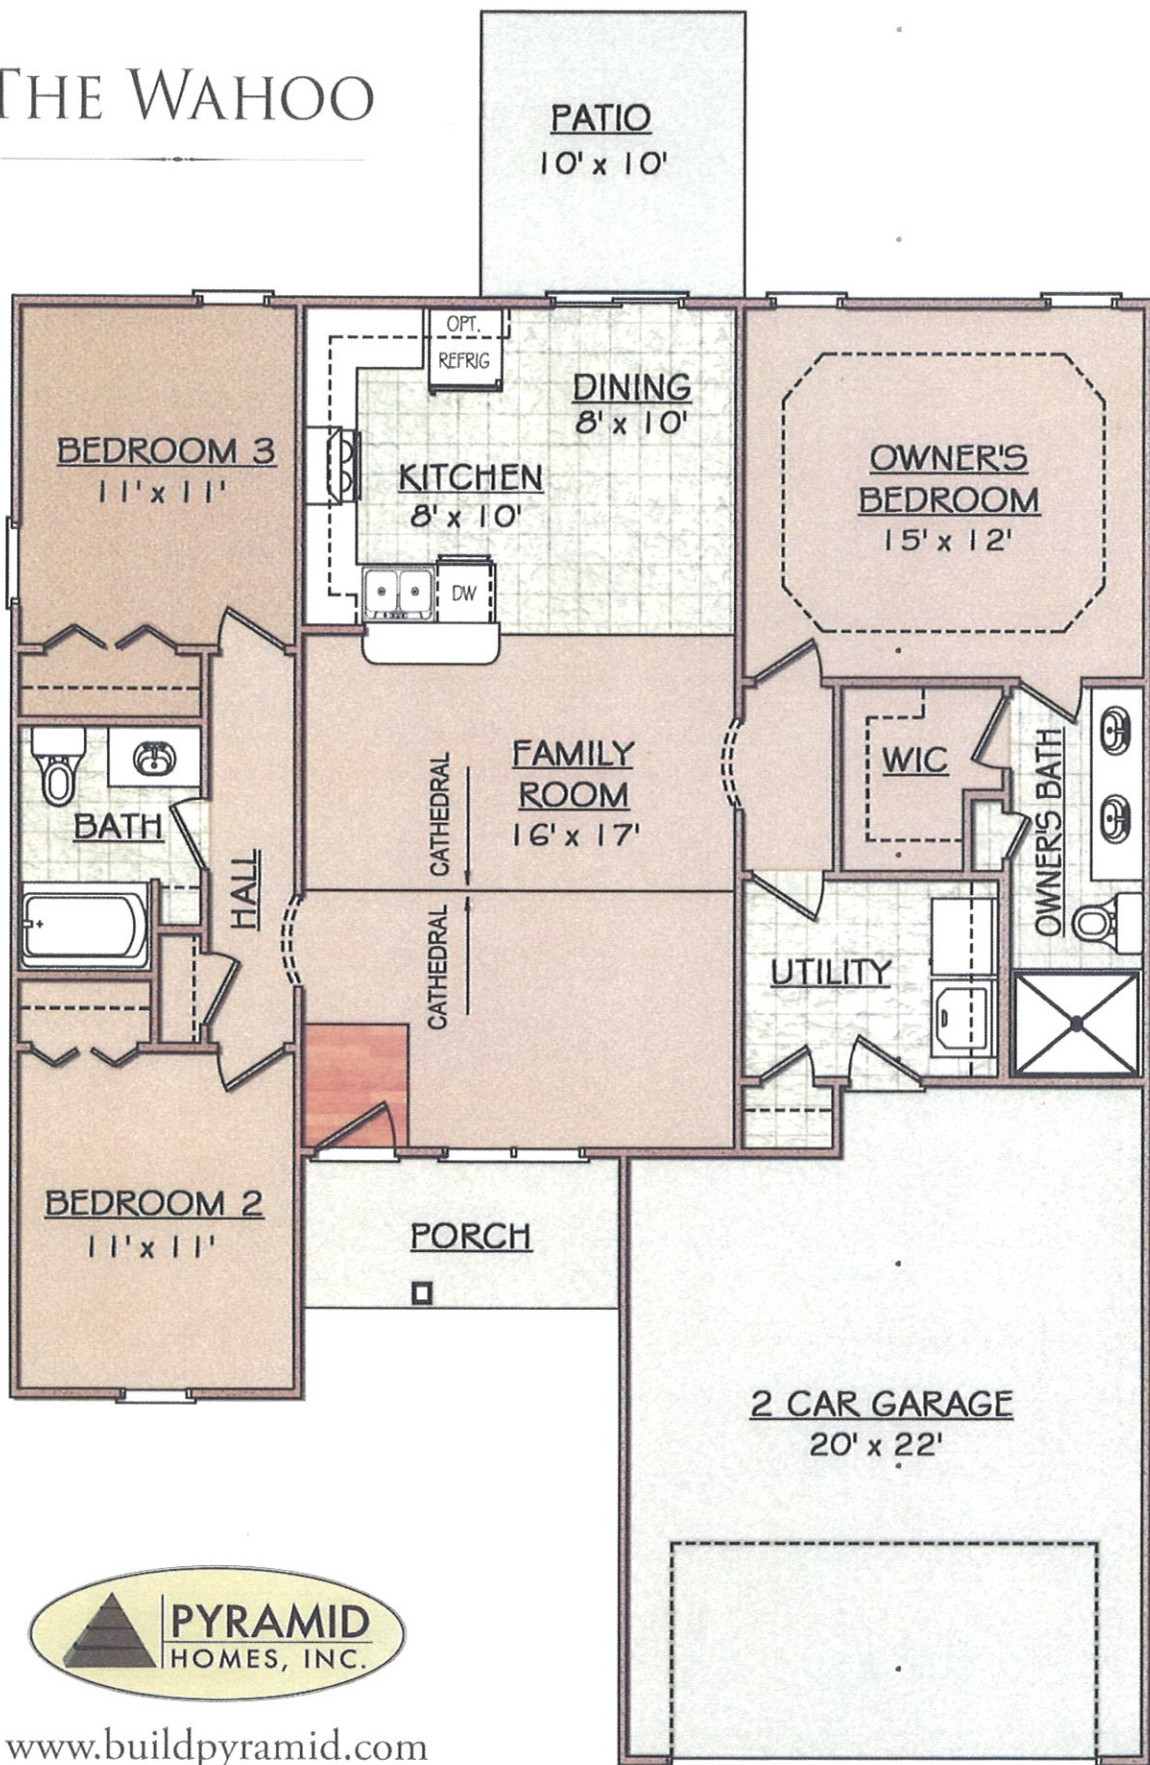 THE WAHOO
PATIO
10' x 10'
OPT.
REFRIG
DINING
8' x 10'
BEDROOM 3
11' x 11'
KITCHEN
8' x 10'
DW
OWNER'S
BEDROOM
15' x 12'
FAMILY
ROOM
16' x 17'
CATHEDRAL
CATHEDRAL
WIC
OWNER'S BATH
BATH
HALL
UTILITY
BEDROOM 2
11' x 11'
PORCH
2 CAR GARAGE
20' x 22'
PYRAMID
HOMES, INC.
www.buildpyramid.com